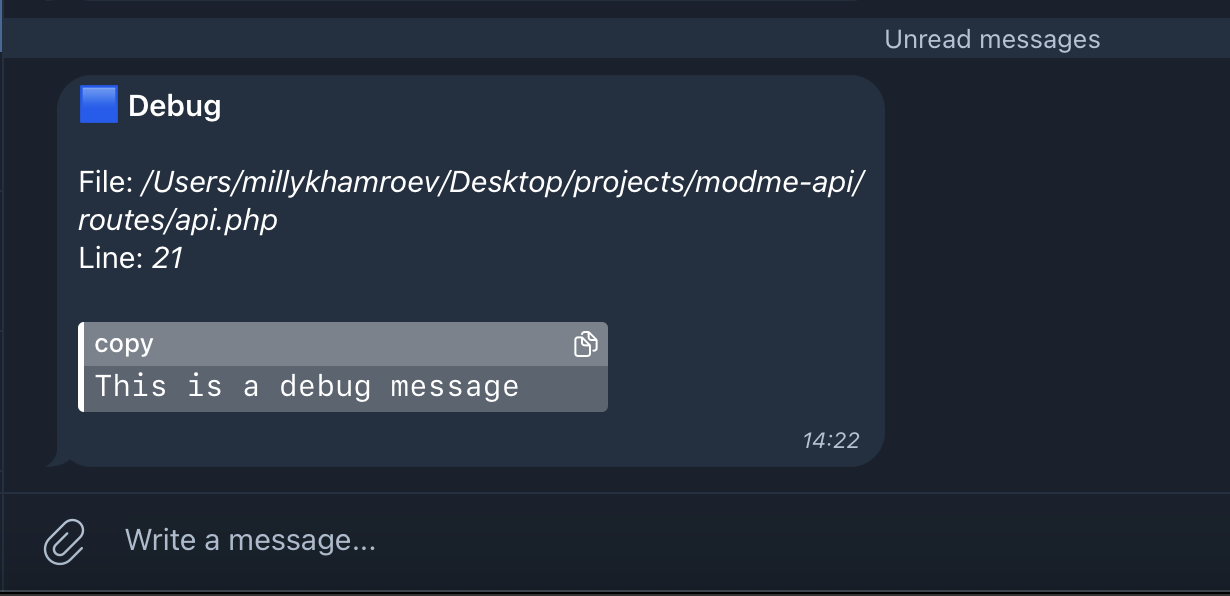 Unread messages
Debug
File: /Users/millykhamroev/Desktop/projects/modme-api/
routes/api.php
Line: 21
copy
This is a debug message
14:22
Write a message...